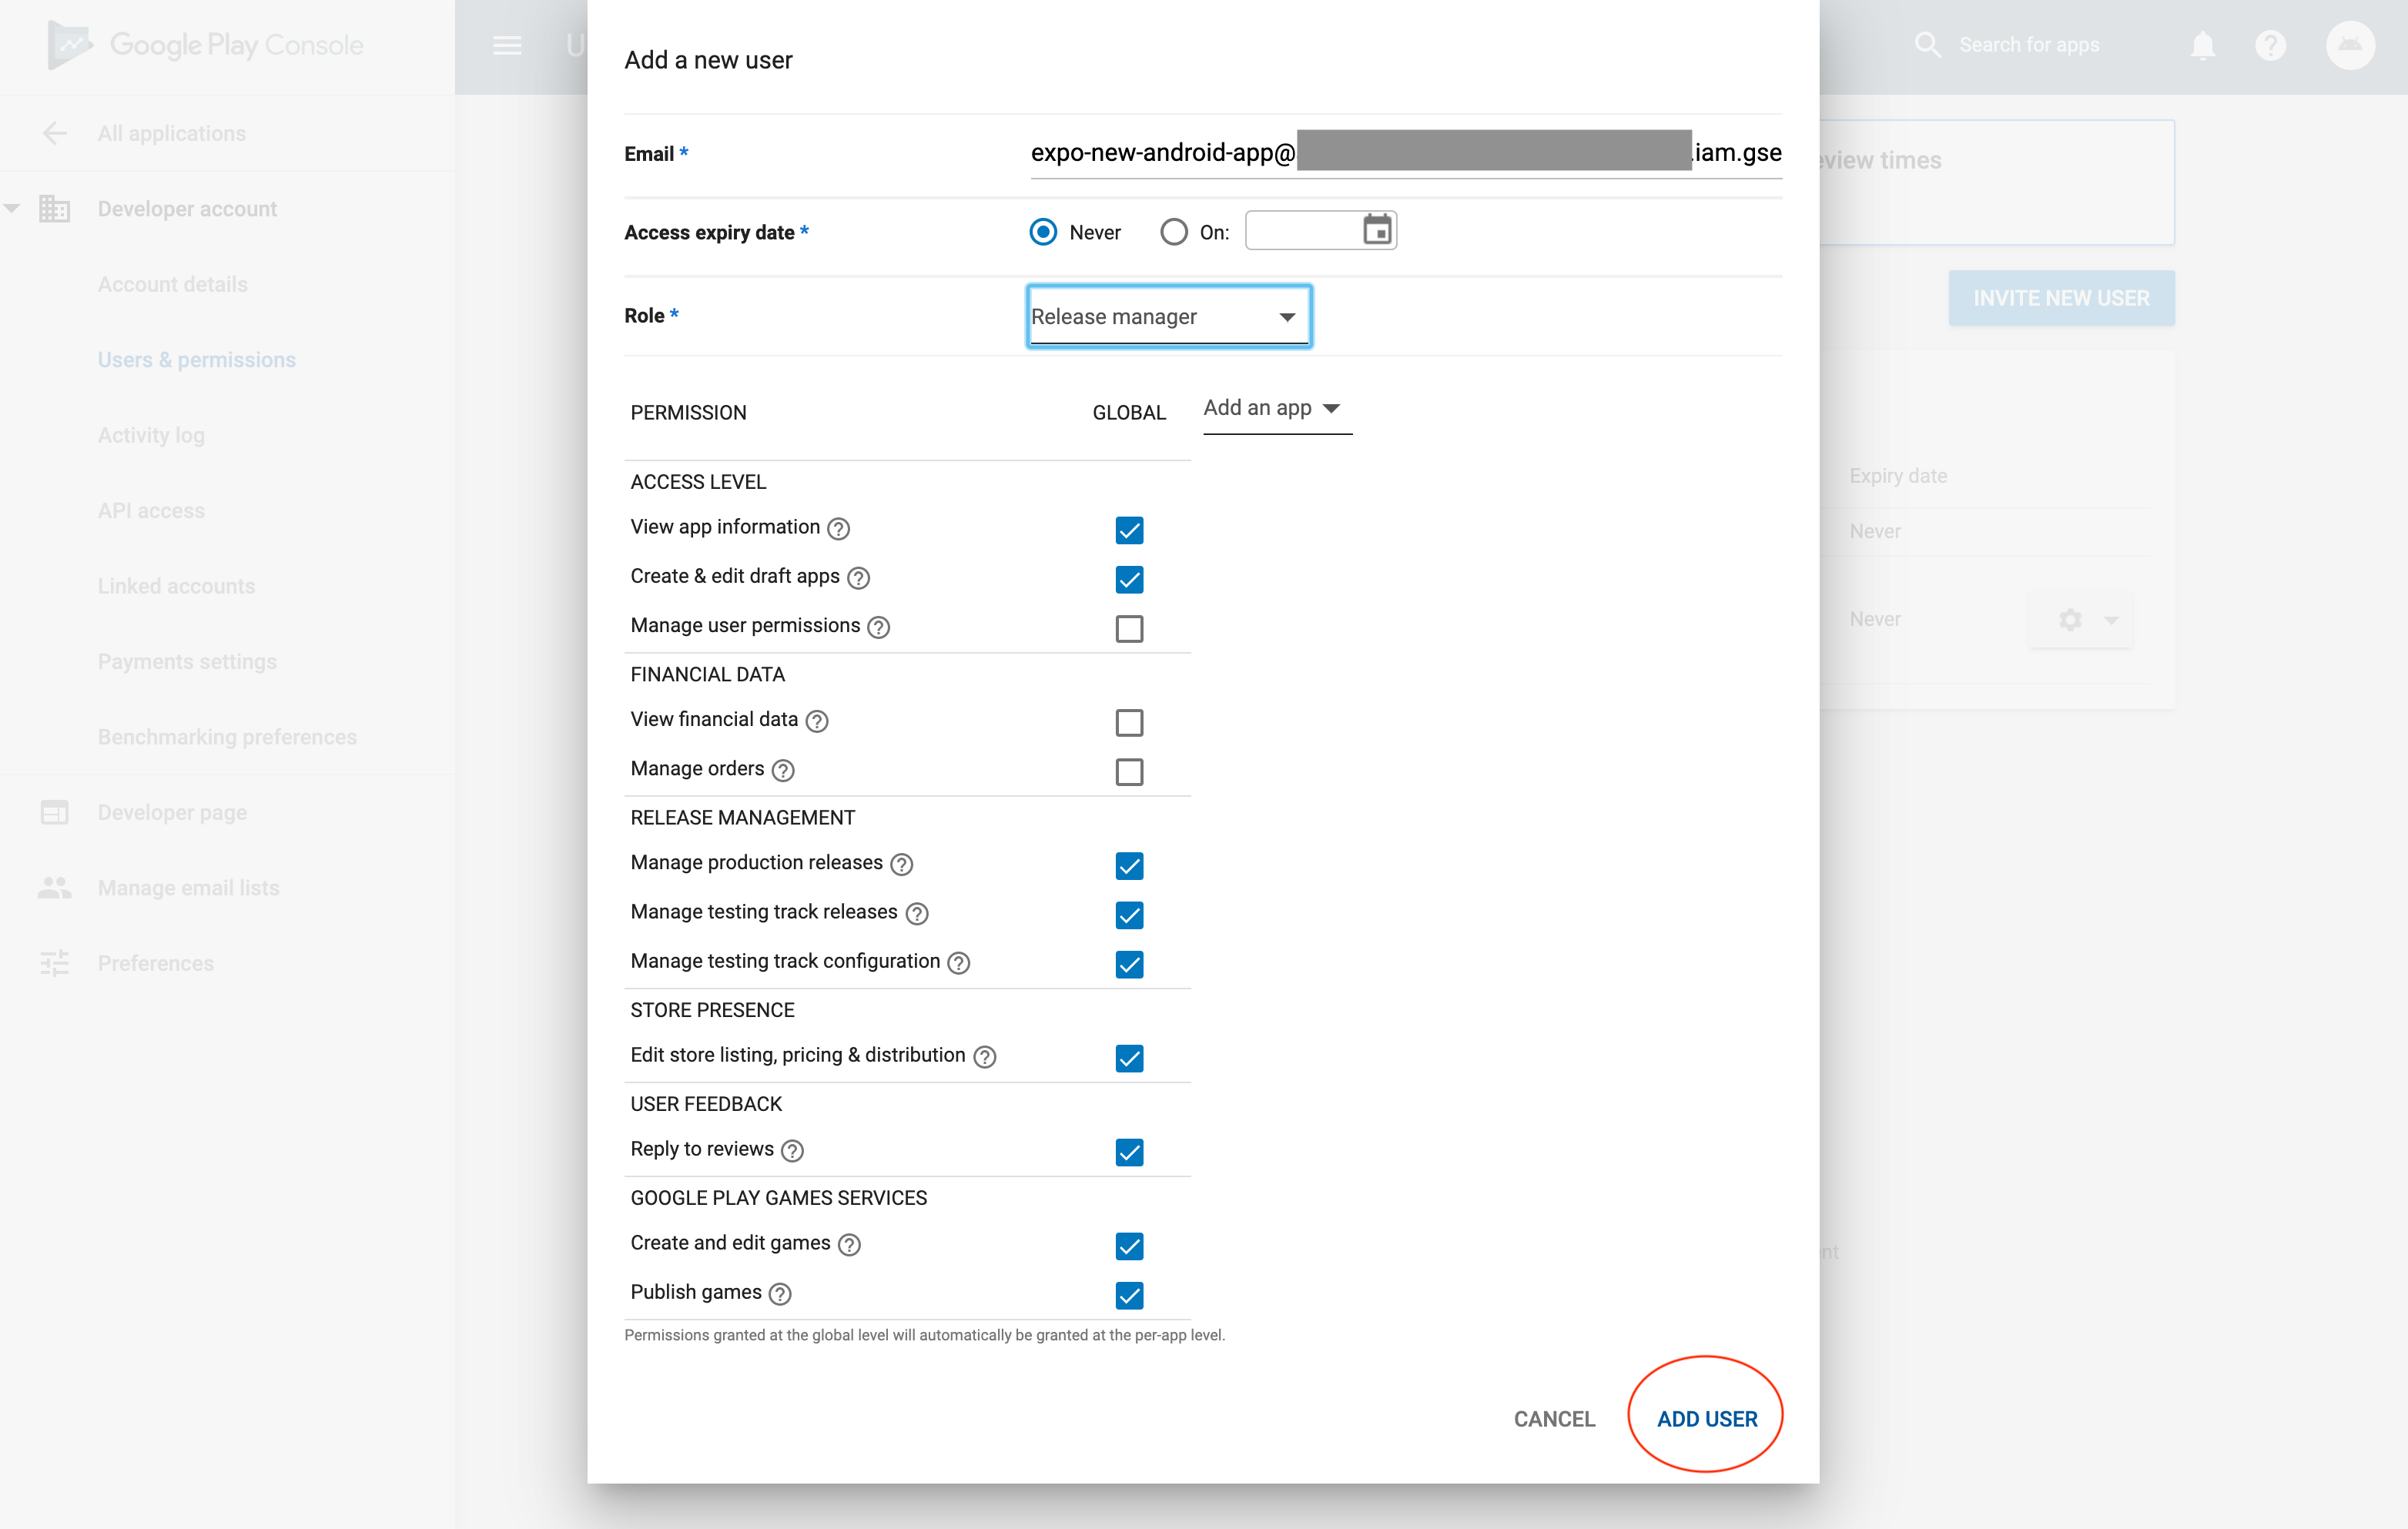 Google Play Console
U
Search for apps
All applications
Developer account
Account details
Users & permissions
Activity log
API access
Linked accounts
Payments settings
Benchmarking preferences
Developer page
Manage email lists
Preferences
Add a new user
Email *
expo-new-android-app@
.iam.gse
Access expiry date *
Never
On:
Role *
Release manager
PERMISSION
GLOBAL
Add an app
ACCESS LEVEL
View app information
Create & edit draft apps
Manage user permissions
FINANCIAL DATA
View financial data
Manage orders
RELEASE MANAGEMENT
Manage production releases
Manage testing track releases
Manage testing track configuration
STORE PRESENCE
Edit store listing, pricing & distribution
USER FEEDBACK
Reply to reviews
GOOGLE PLAY GAMES SERVICES
Create and edit games
Publish games
Permissions granted at the global level will automatically be granted at the per-app level.
CANCEL
ADD USER
eview times
INVITE NEW USER
Expiry date
Never
Never
nt